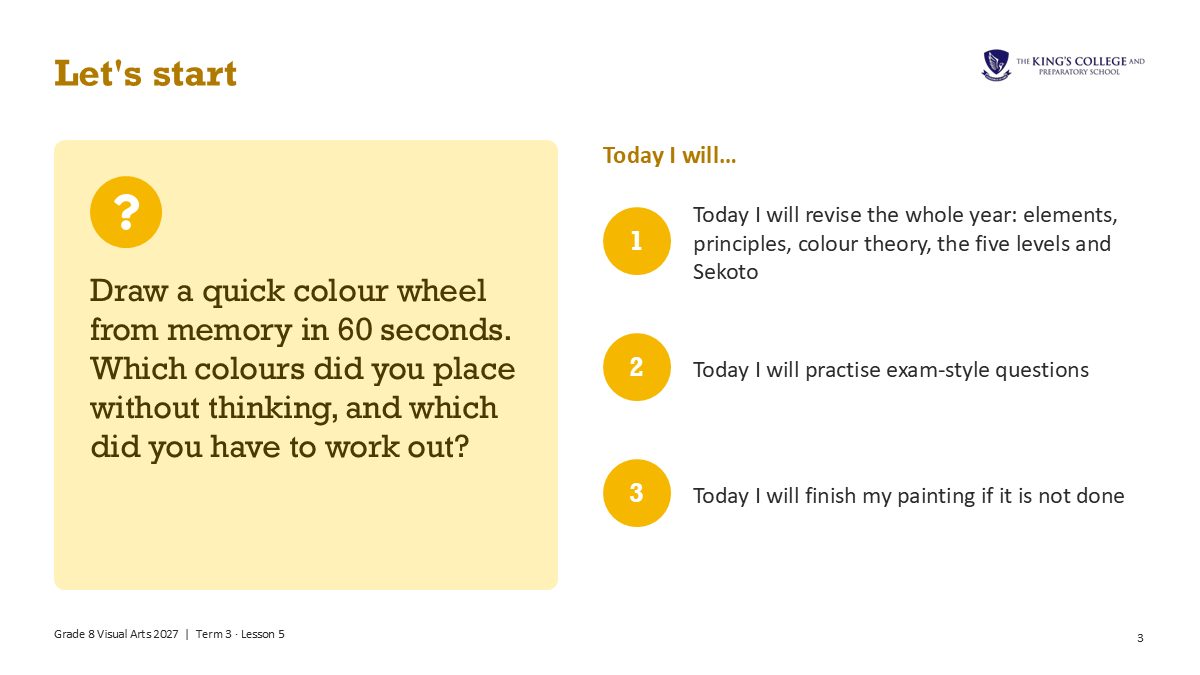 Let's start
THE KING'S COLLEGE AND
PREPARATORY SCHOOL
?
Draw a quick colour wheel
from memory in 60 seconds.
Which colours did you place
without thinking, and which
did you have to work out?
Today I will...
1
Today I will revise the whole year: elements,
principles, colour theory, the five levels and
Sekoto
2
Today I will practise exam-style questions
3
Today I will finish my painting if it is not done
Grade 8 Visual Arts 2027 | Term 3 · Lesson 5
3